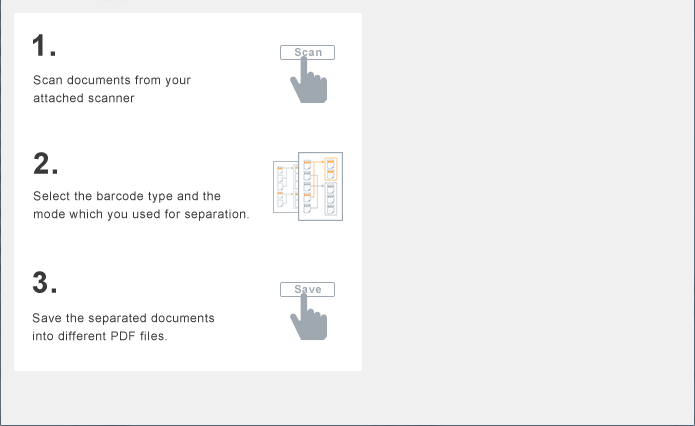 1.
Scan
Scan documents from your
attached scanner
2.
Select the barcode type and the
mode which you used for separation.
3.
Save
Save the separated documents
into different PDF files.